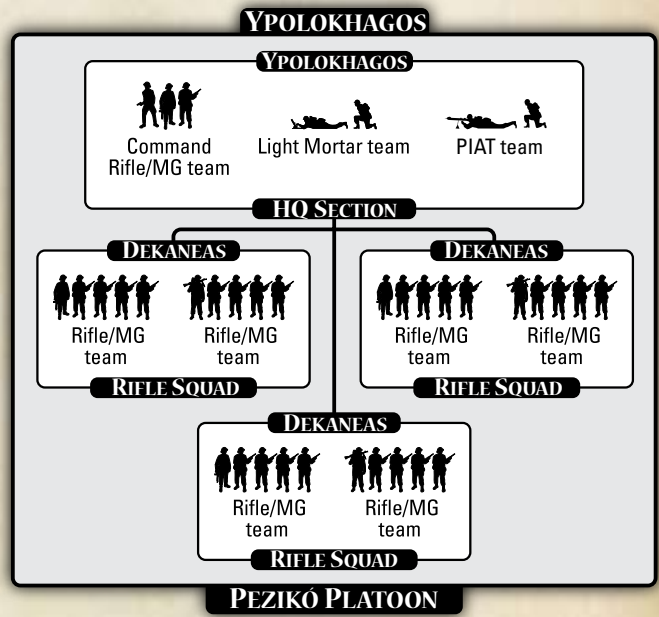 YPOLOKHAGOS
YPOLOKHAGOS
Command
Rifle/MG team
Light Mortar team
PIAT team
HQ SECTION
DEKANEAS
Rifle/MG
team
Rifle/MG
team
RIFLE SQUAD
DEKANEAS
Rifle/MG
team
Rifle/MG
team
RIFLE SQUAD
DEKANEAS
Rifle/MG
team
Rifle/MG
team
RIFLE SQUAD
PEZIKÓ PLATOON